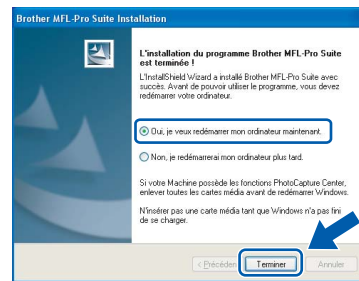 Brother MFL-Pro Suite Installation
L'installation du programme Brother MFL-Pro Suite
est terminée !
L'InstallShield Wizard a installé Brother MFL-Pro Suite avec
succès. Avant de pouvoir utiliser le programme, vous devez
redémarrer votre ordinateur.
Oui, je veux redémarrer mon ordinateur maintenant.
Non, je redémarrerai mon ordinateur plus tard.
Si votre Machine possède les fonctions PhotoCapture Center,
enlever toutes les cartes média avant de redémarrer Windows.
N'insérer pas une carte média tant que Windows n'a pas fini
de se charger.
< Précéden Terminer Annuler